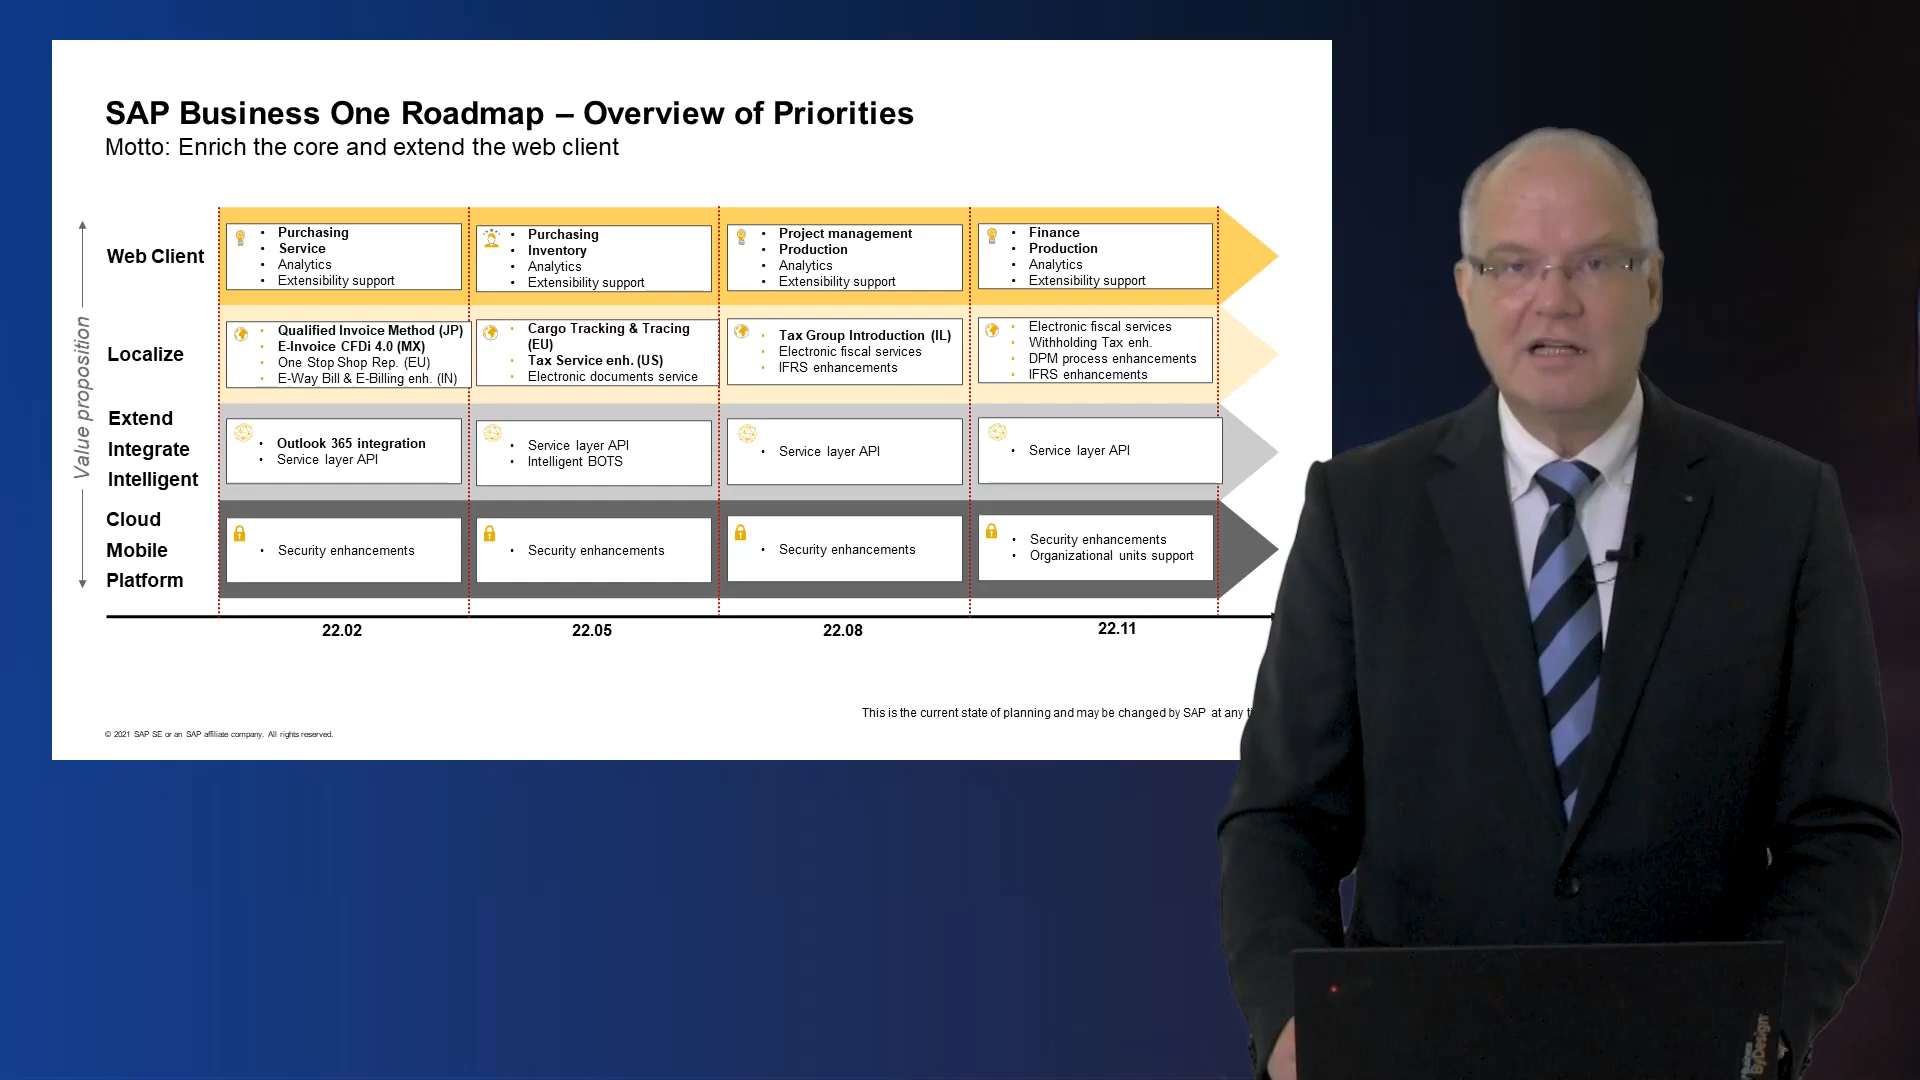 SAP Business One Roadmap – Overview of Priorities
Motto: Enrich the core and extend the web client
Value proposition
Web Client
• Purchasing
• Service
• Analytics
• Extensibility support
• Purchasing
• Inventory
• Analytics
• Extensibility support
• Project management
• Production
• Analytics
• Extensibility support
• Finance
• Production
• Analytics
• Extensibility support
Localize
• Qualified Invoice Method (JP)
• E-Invoice CFDi 4.0 (MX)
• One Stop Shop Rep. (EU)
• E-Way Bill & E-Billing enh. (IN)
• Cargo Tracking & Tracing
(EU)
• Tax Service enh. (US)
• Electronic documents service
• Tax Group Introduction (IL)
• Electronic fiscal services
• IFRS enhancements
• Electronic fiscal services
• Withholding Tax enh.
• DPM process enhancements
• IFRS enhancements
Extend
Integrate
Intelligent
• Outlook 365 integration
• Service layer API
• Service layer API
• Intelligent BOTS
• Service layer API
• Service layer API
Cloud
Mobile
Platform
• Security enhancements
• Security enhancements
• Security enhancements
• Security enhancements
• Organizational units support
22.02
22.05
22.08
22.11
This is the current state of planning and may be changed by SAP at any
© 2021 SAP SE or an SAP affiliate company. All rights reserved.
Business
ByDesign